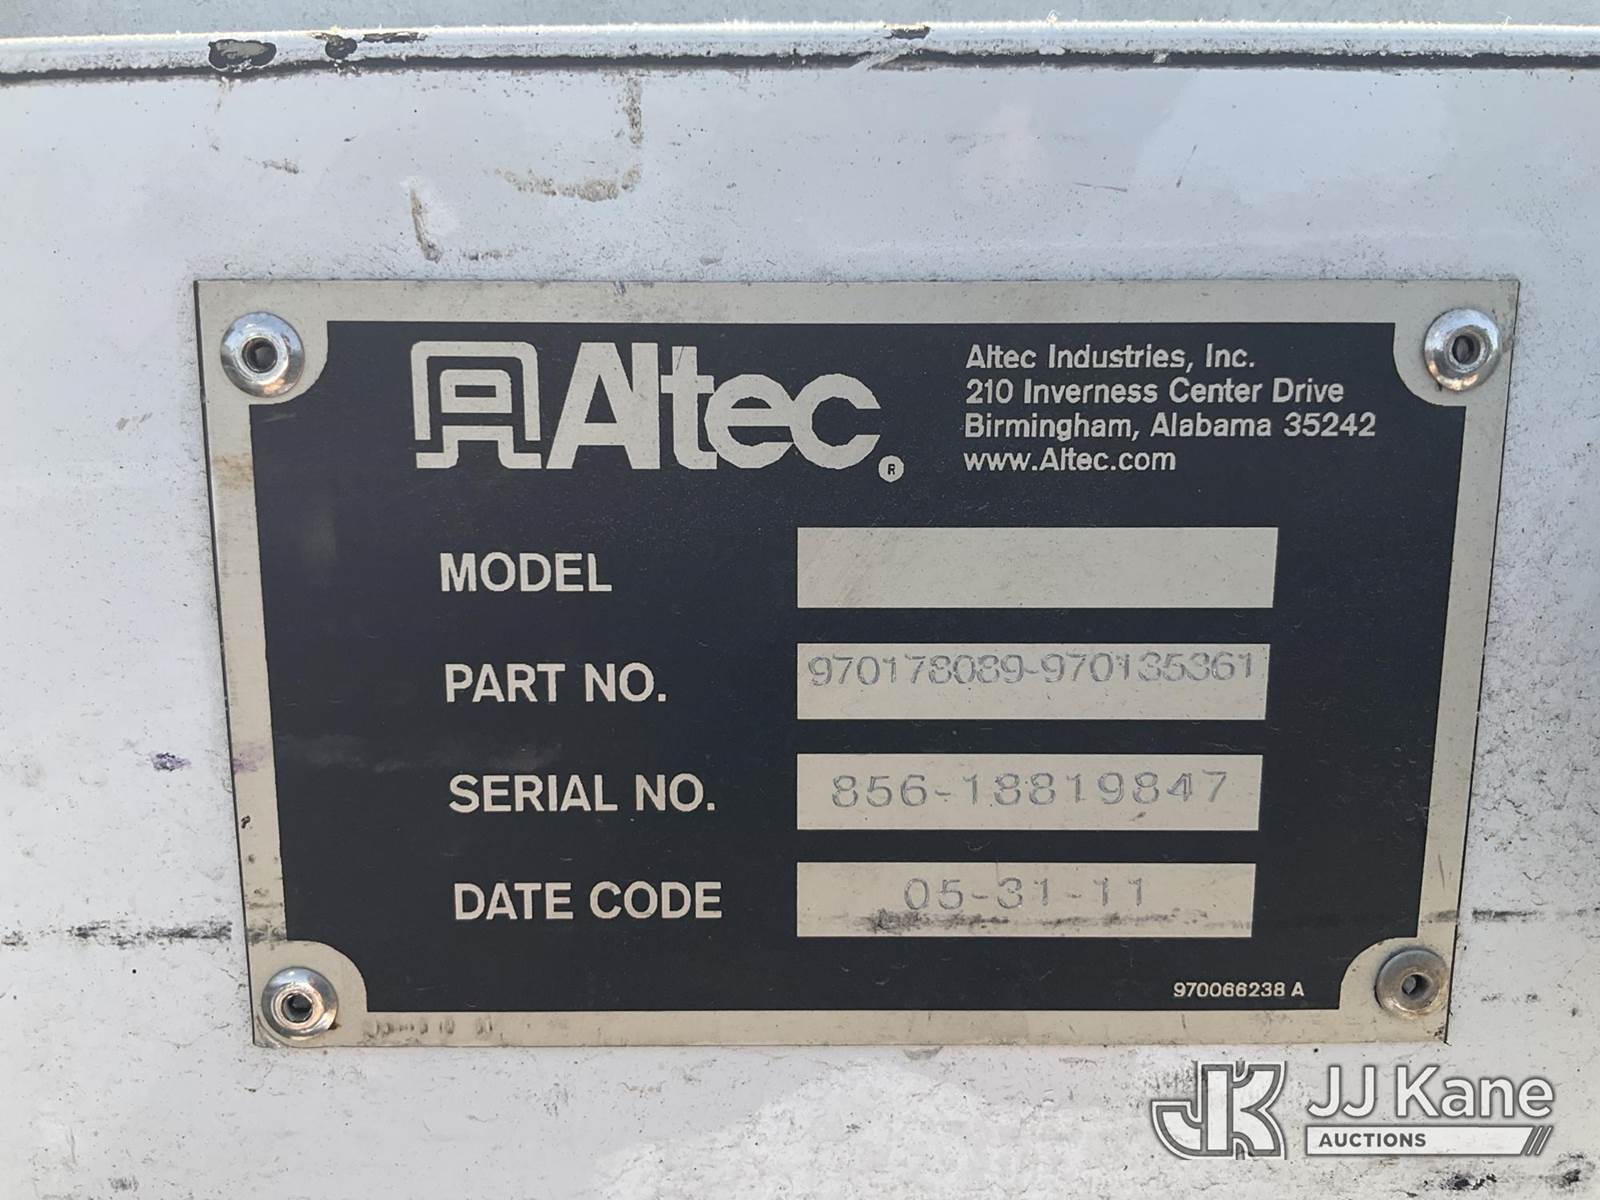 Altec®
Altec Industries, Inc.
210 Inverness Center Drive
Birmingham, Alabama 35242
www.Altec.com
MODEL
PART NO. 970178089-970135361
SERIAL NO. 856-18819847
DATE CODE 05-31-11
970066238 A
JK JJ Kane
AUCTIONS